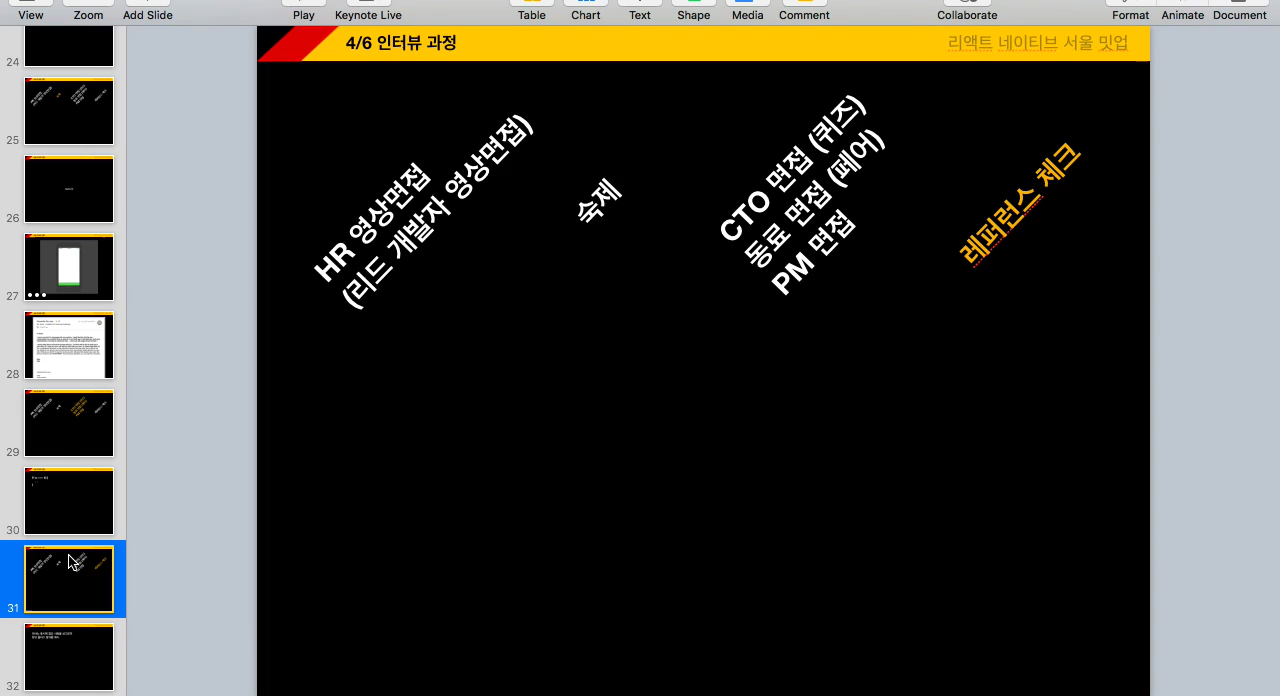 View
Zoom
Add Slide
Play
Keynote Live
Table
Chart
Text
Shape
Media
Comment
Collaborate
Format
Animate
Document
4/6 인터뷰 과정
리액트 네이티브 서울 밋업
HR 영상면접
(리드 개발자 영상면접)
숙제
CTO 면접 (퀴즈)
동료 면접 (페어)
PM 면접
레퍼런스 체크
24
25
26
27
28
29
30
31
32